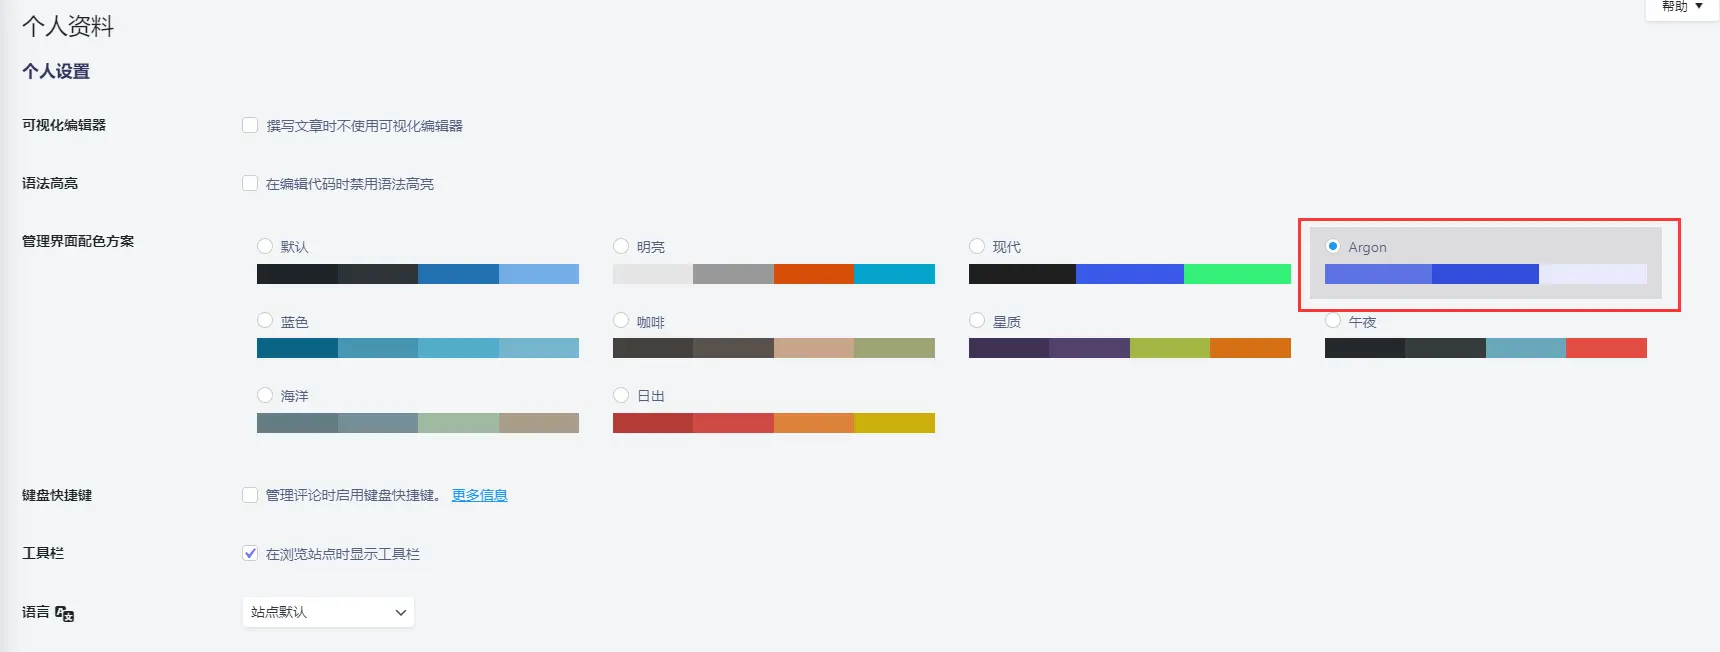 帮助 ▼
个人资料
个人设置
可视化编辑器 撰写文章时不使用可视化编辑器
语法高亮 在编辑代码时禁用语法高亮
管理界面配色方案 默认 明亮 现代 Argon
蓝色 咖啡 星质 午夜
海洋 日出
键盘快捷键 管理评论时启用键盘快捷键。 更多信息
工具栏 在浏览站点时显示工具栏
语言 站点默认